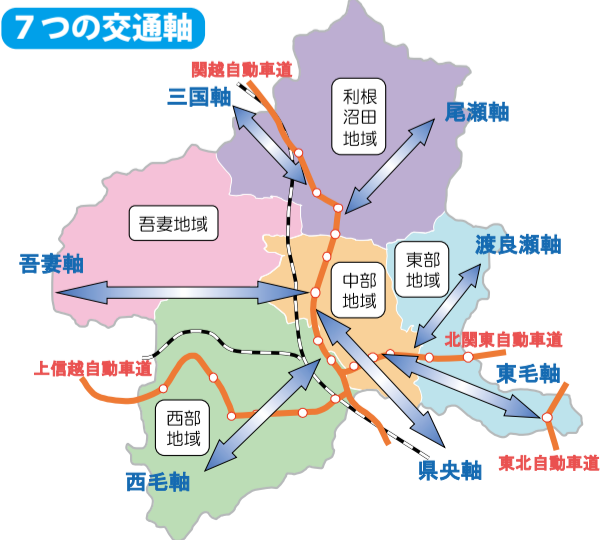 ７つの交通軸
関越自動車道
三国軸
利根
沼田
地域
尾瀬軸
吾妻地域
渡良瀬軸
東部
地域
吾妻軸
中部
地域
北関東自動車道
上信越自動車道
東毛軸
西部
地域
県央軸
東北自動車道
西毛軸